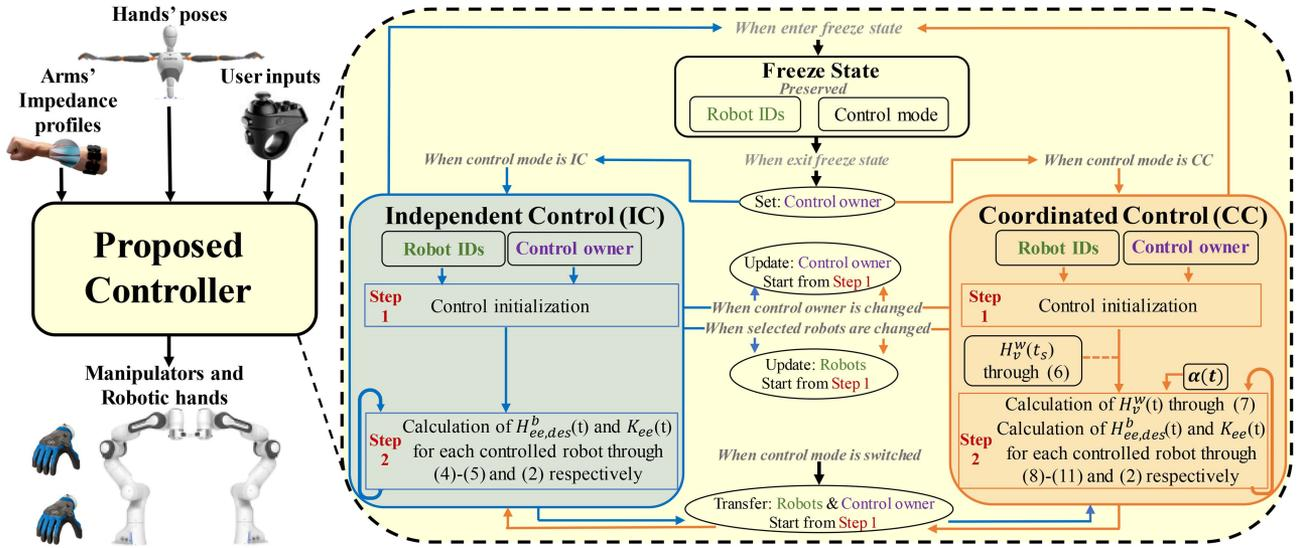 Hands' poses
Arms'
Impedance
profiles
User inputs
Proposed
Controller
Manipulators and
Robotic hands
When enter freeze state
Freeze State
Preserved
Robot IDs
Control mode
When exit freeze state
When control mode is IC
When control mode is CC
Set: Control owner
Independent Control (IC)
Robot IDs
Control owner
Step
1
Control initialization
Step
2
Calculation of $H^{b}_{ee,des}$(t) and $K_{ee}$(t)
for each controlled robot through
(4)-(5) and (2) respectively
Update: Control owner
Start from Step 1
When control owner is changed
When selected robots are changed
Update: Robots
Start from Step 1
When control mode is switched
Transfer: Robots & Control owner
Start from Step 1
Coordinated Control (CC)
Robot IDs
Control owner
Step
1
Control initialization
$H^{w}_{v}(t_s)$
through (6)
α(t)
Step
2
Calculation of $H^{w}_{v}$(t) through (7)
Calculation of $H^{b}_{ee,des}$(t) and $K_{ee}$(t)
for each controlled robot through
(8)-(11) and (2) respectively